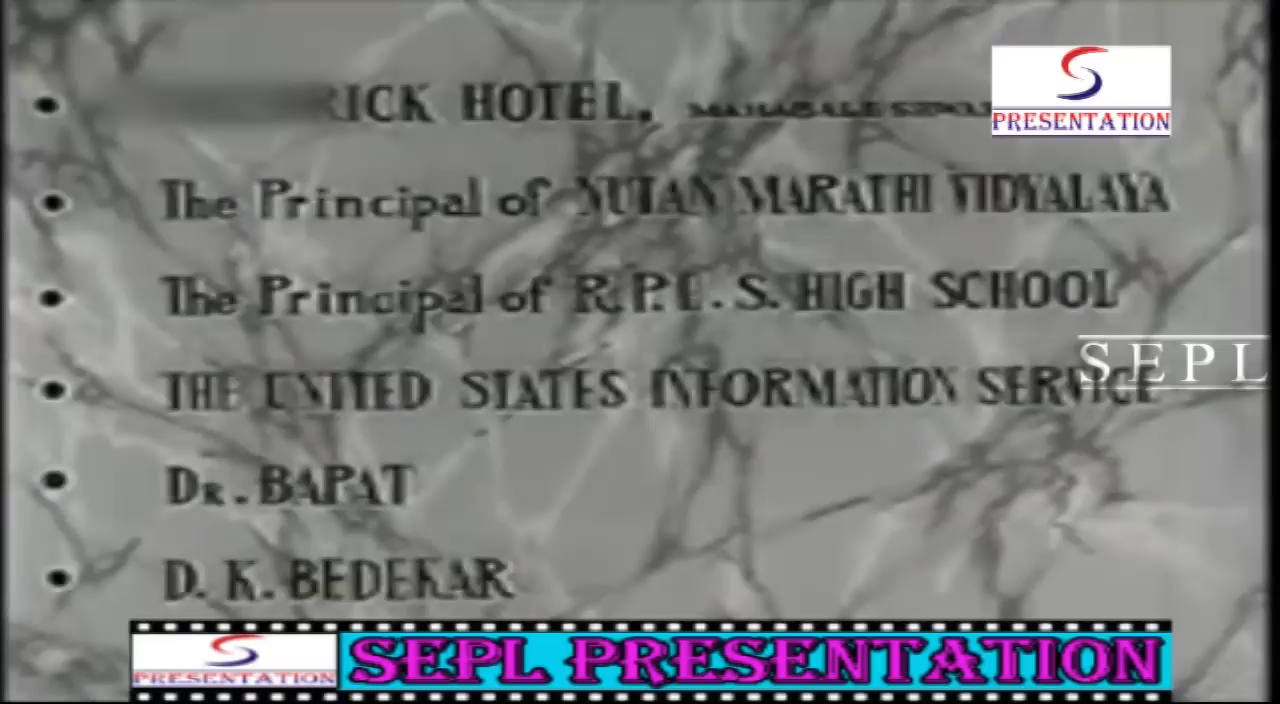 HOTEL,
PRESENTATION
The Principal of NUTAN MARATHI VIDYALAYA
The Principal of R.P.E.S. HIGH SCHOOL
SEPL
THE UNITED STATES INFORMATION SERVICE
DR. BAPAT
D. K. BEDEKAR
PRESENTATION
SEPL PRESENTATION